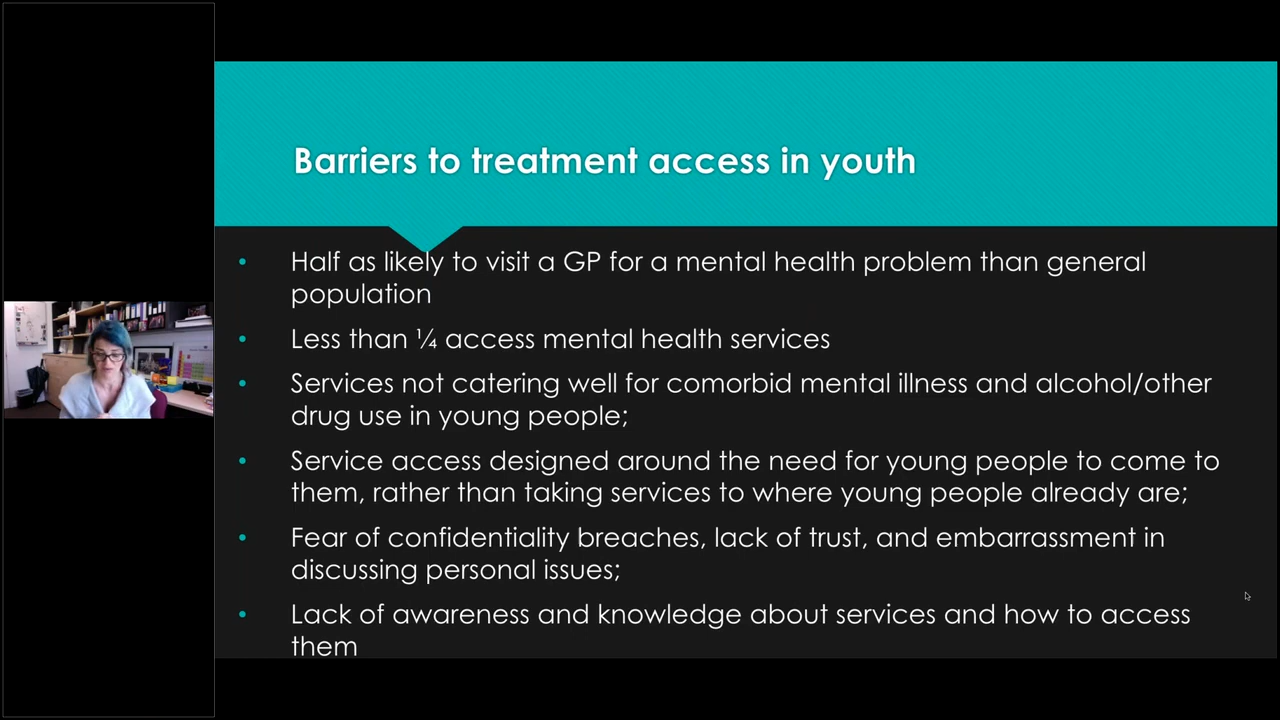 Barriers to treatment access in youth
• Half as likely to visit a GP for a mental health problem than general
population
• Less than ¼ access mental health services
• Services not catering well for comorbid mental illness and alcohol/other
drug use in young people;
• Service access designed around the need for young people to come to
them, rather than taking services to where young people already are;
• Fear of confidentiality breaches, lack of trust, and embarrassment in
discussing personal issues;
• Lack of awareness and knowledge about services and how to access
them